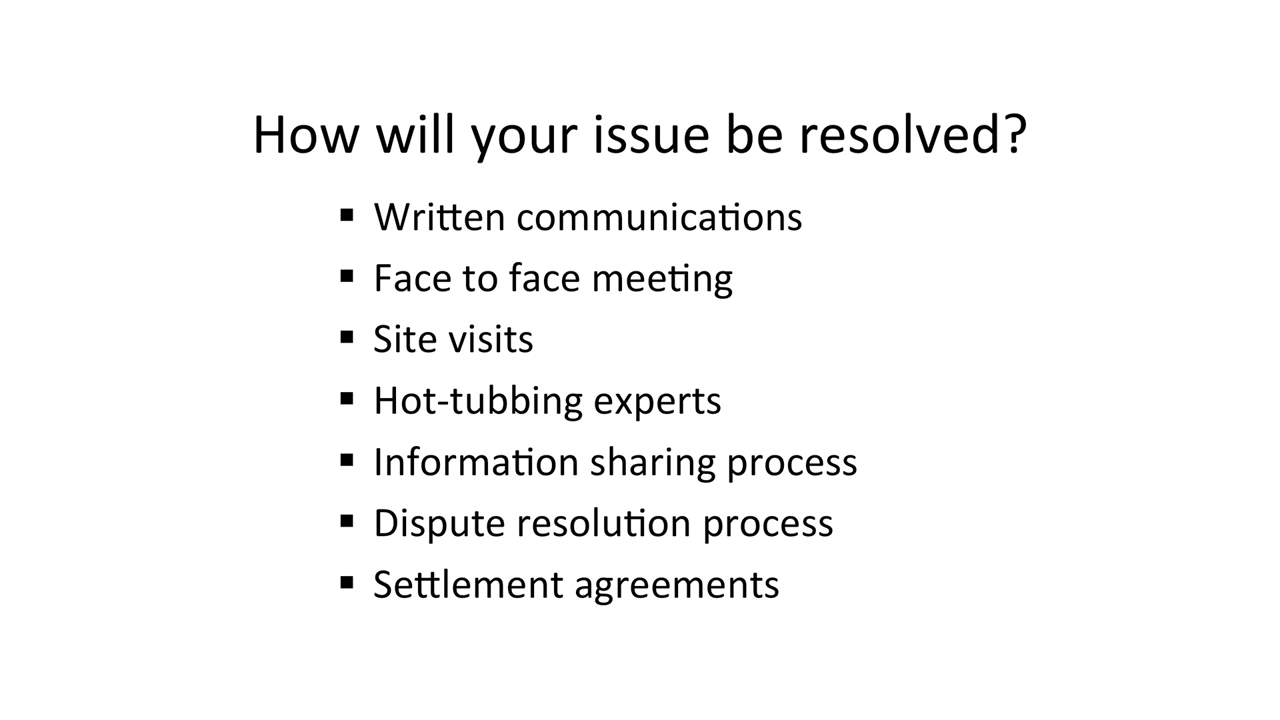 How will your issue be resolved?
▪ Written communications
▪ Face to face meeting
▪ Site visits
▪ Hot-tubbing experts
▪ Information sharing process
▪ Dispute resolution process
▪ Settlement agreements